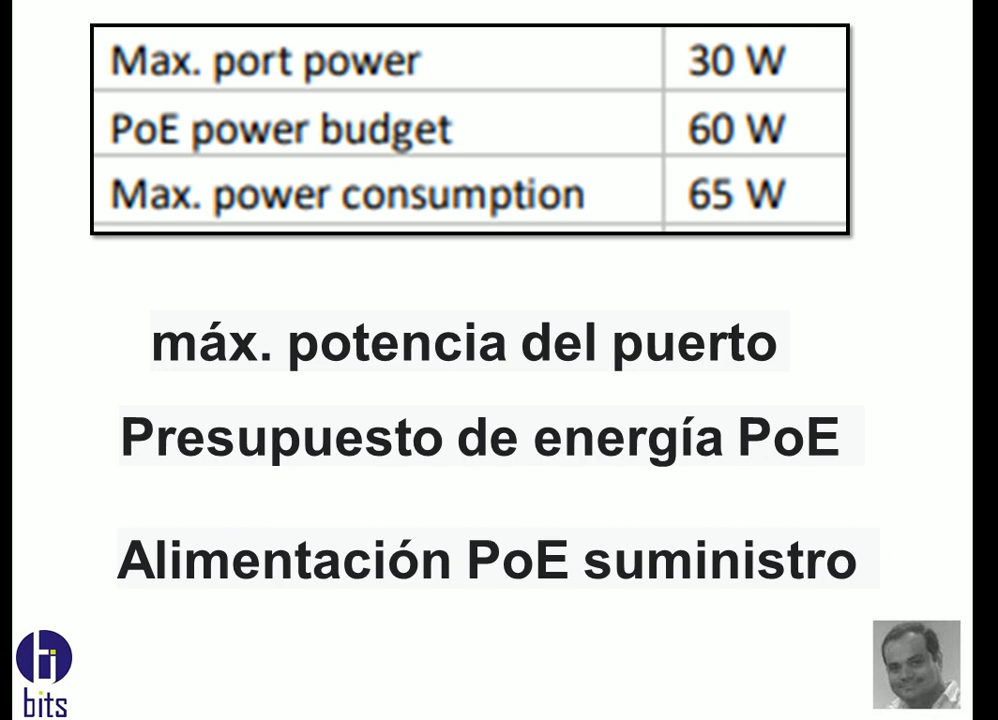 Max. port power 30 W
PoE power budget 60 W
Max. power consumption 65 W
máx. potencia del puerto
Presupuesto de energía PoE
Alimentación PoE suministro
bits